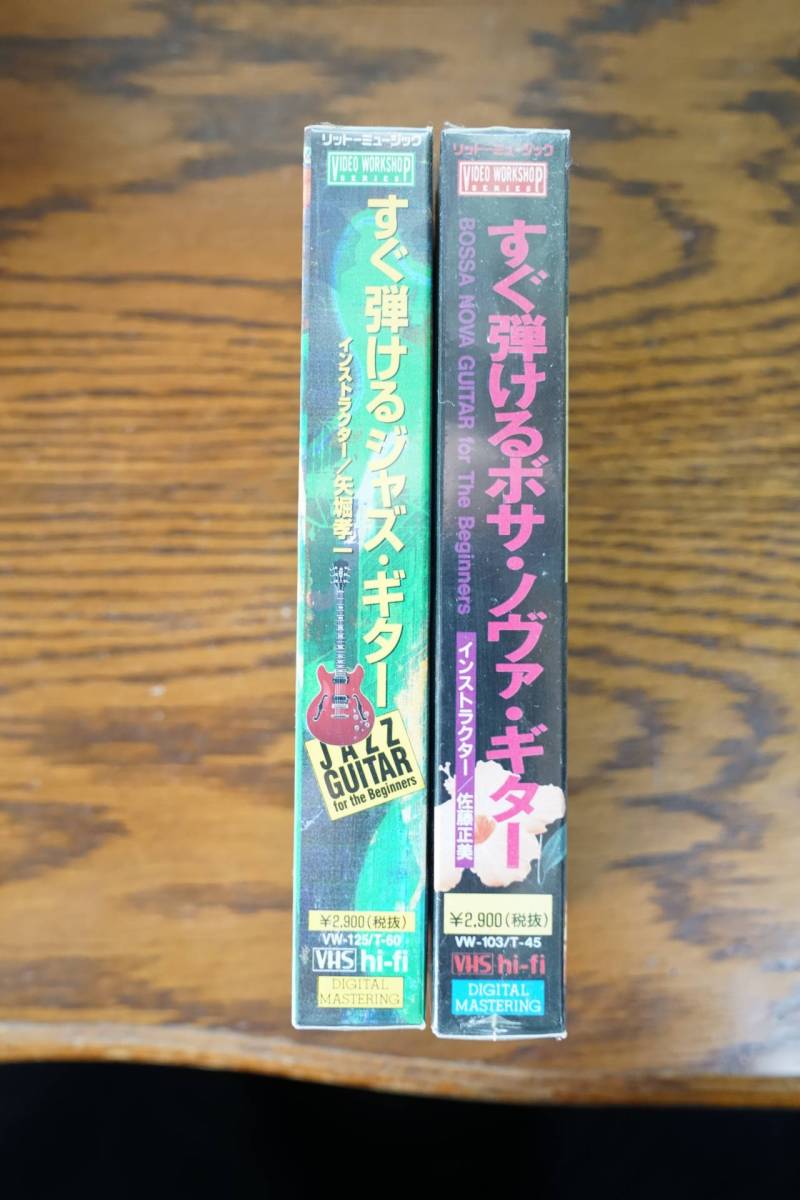 リットーミュージック
VIDEO WORKSHOP
SERIES
すぐ弾けるジャズ・ギター
インストラクター/矢堀孝一
JAZZ
GUITAR
for the Beginners
¥2,900(税抜)
VW-125/T-60
VHS hi-fi
DIGITAL
MASTERING
リットーミュージック
VIDEO WORKSHOP
SERIES
すぐ弾けるボサ・ノヴァ・ギター
BOSSA NOVA GUITAR for The Beginners
インストラクター/佐藤正美
¥2,900(税抜)
VW-103/T-45
VHS hi-fi
DIGITAL
MASTERING